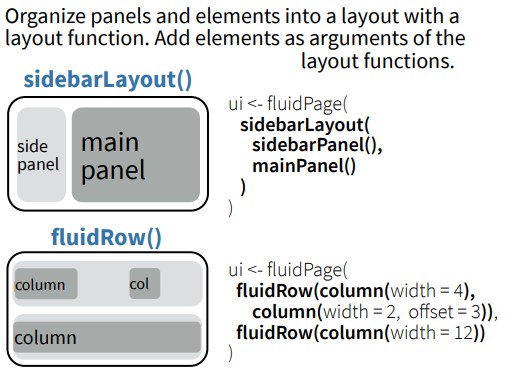 Organize panels and elements into a layout with a
layout function. Add elements as arguments of the
layout functions.
sidebarLayout()
side
panel
main
panel
ui <- fluidPage(
sidebarLayout(
sidebarPanel(),
mainPanel()
)
)
fluidRow()
column
col
column
ui <- fluidPage(
fluidRow(column(width = 4),
column(width = 2, offset = 3)),
fluidRow(column(width = 12))
)